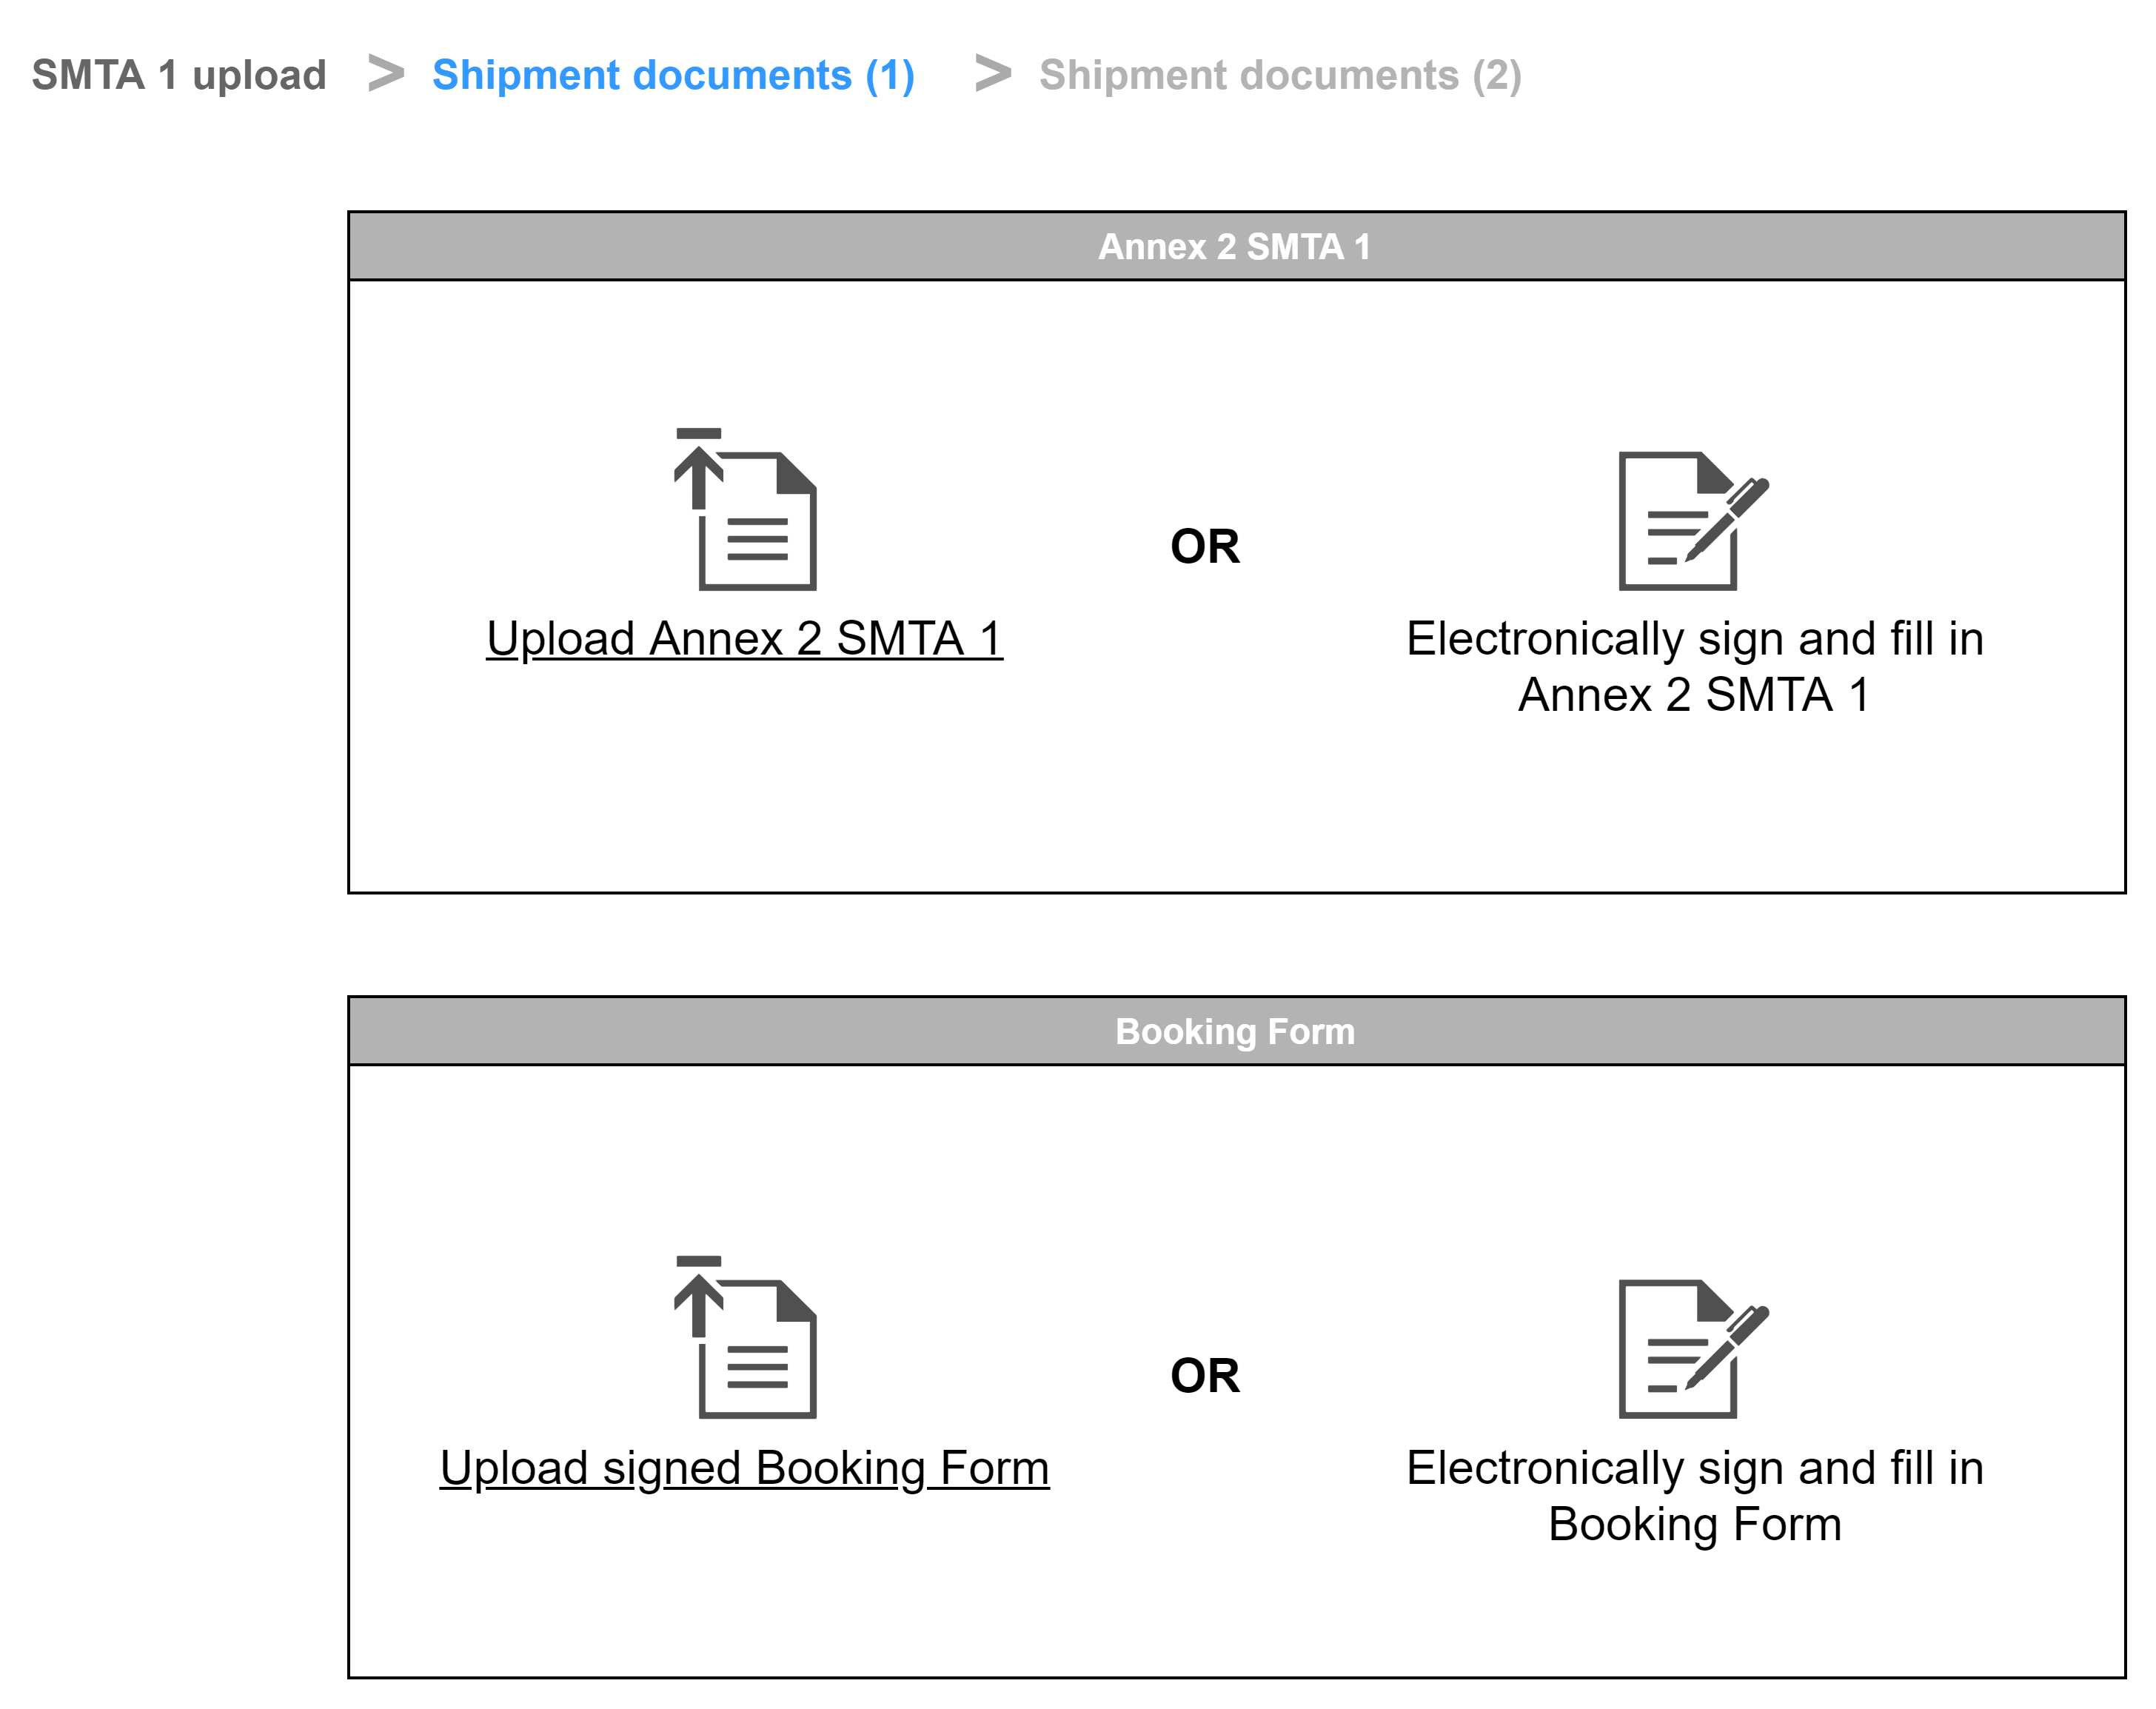 SMTA 1 upload > Shipment documents (1) > Shipment documents (2)
Annex 2 SMTA 1
Upload Annex 2 SMTA 1
OR
Electronically sign and fill in
Annex 2 SMTA 1
Booking Form
Upload signed Booking Form
OR
Electronically sign and fill in
Booking Form